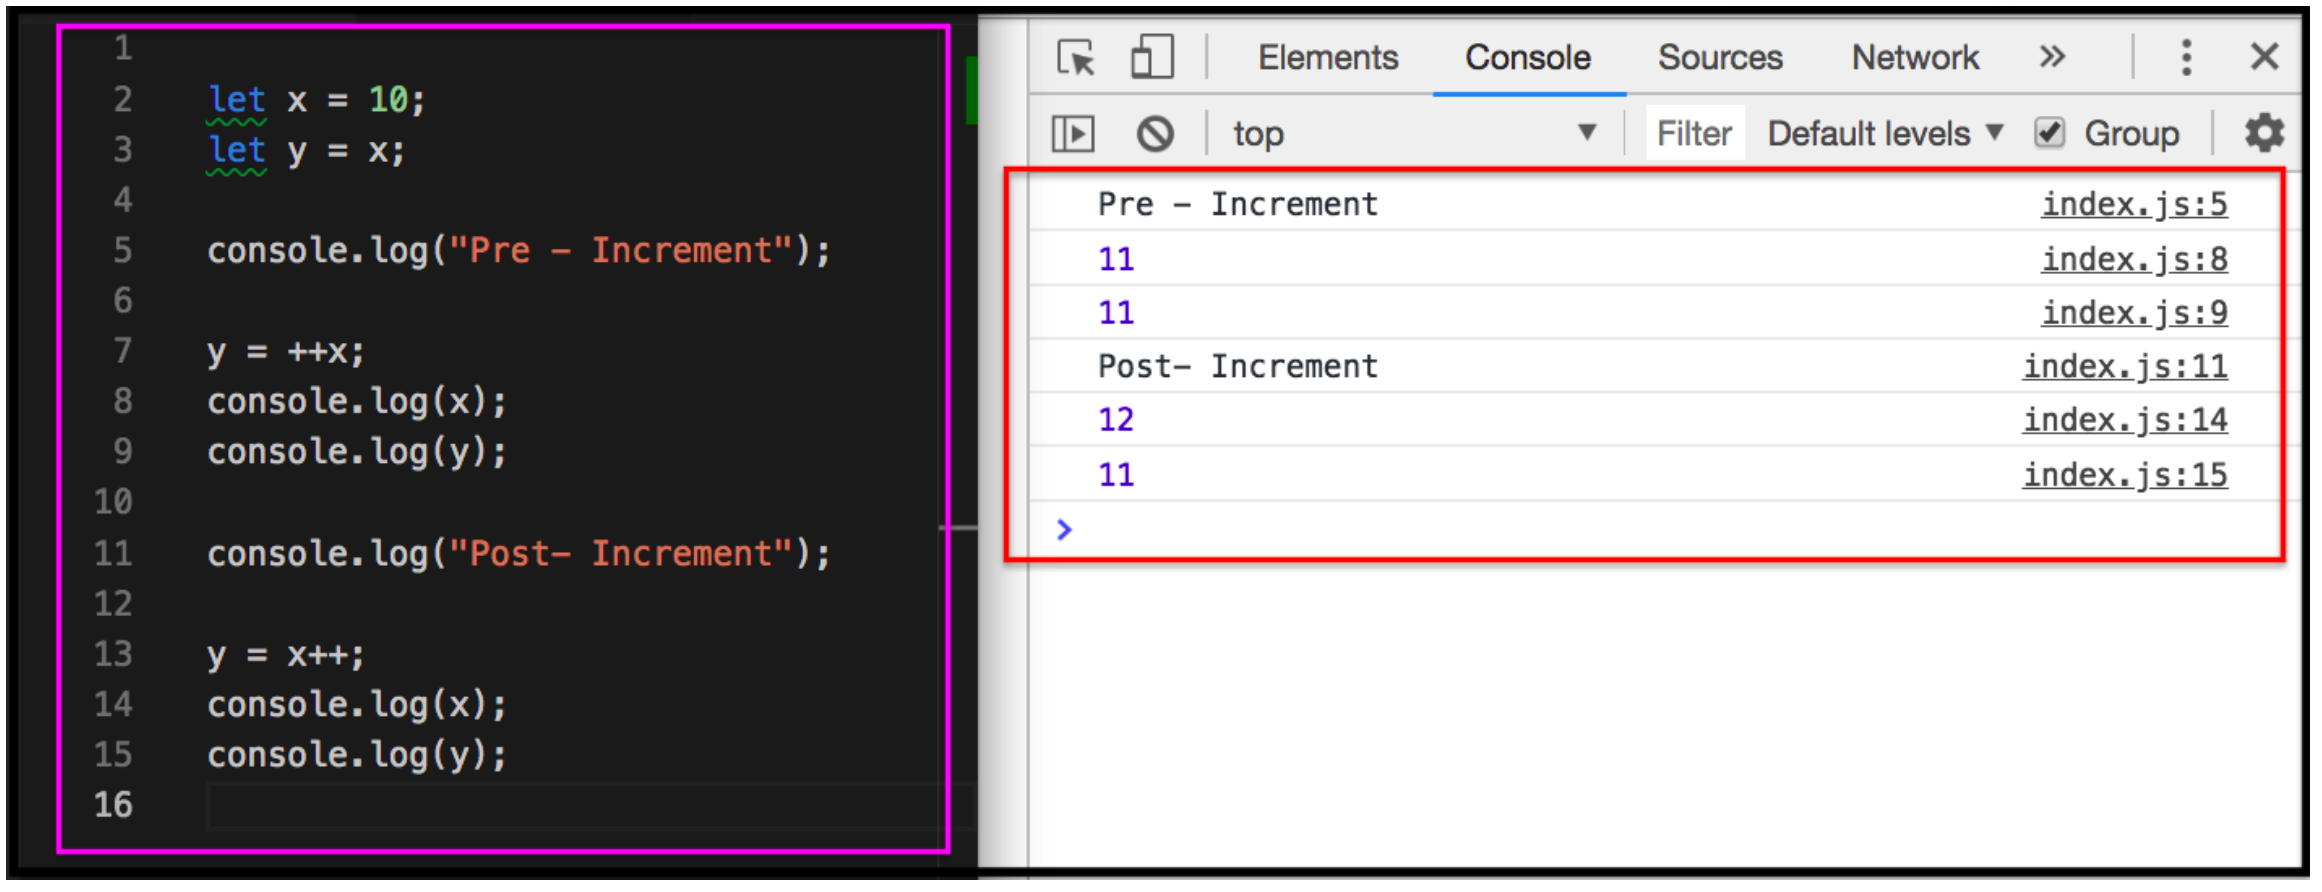 1
2 let x = 10;
3 let y = x;
4
5 console.log("Pre - Increment");
6
7 y = ++x;
8 console.log(x);
9 console.log(y);
10
11 console.log("Post- Increment");
12
13 y = x++;
14 console.log(x);
15 console.log(y);
16
Elements Console Sources Network »
top ▼ Filter Default levels ▼ Group
Pre - Increment index.js:5
11 index.js:8
11 index.js:9
Post- Increment index.js:11
12 index.js:14
11 index.js:15
>